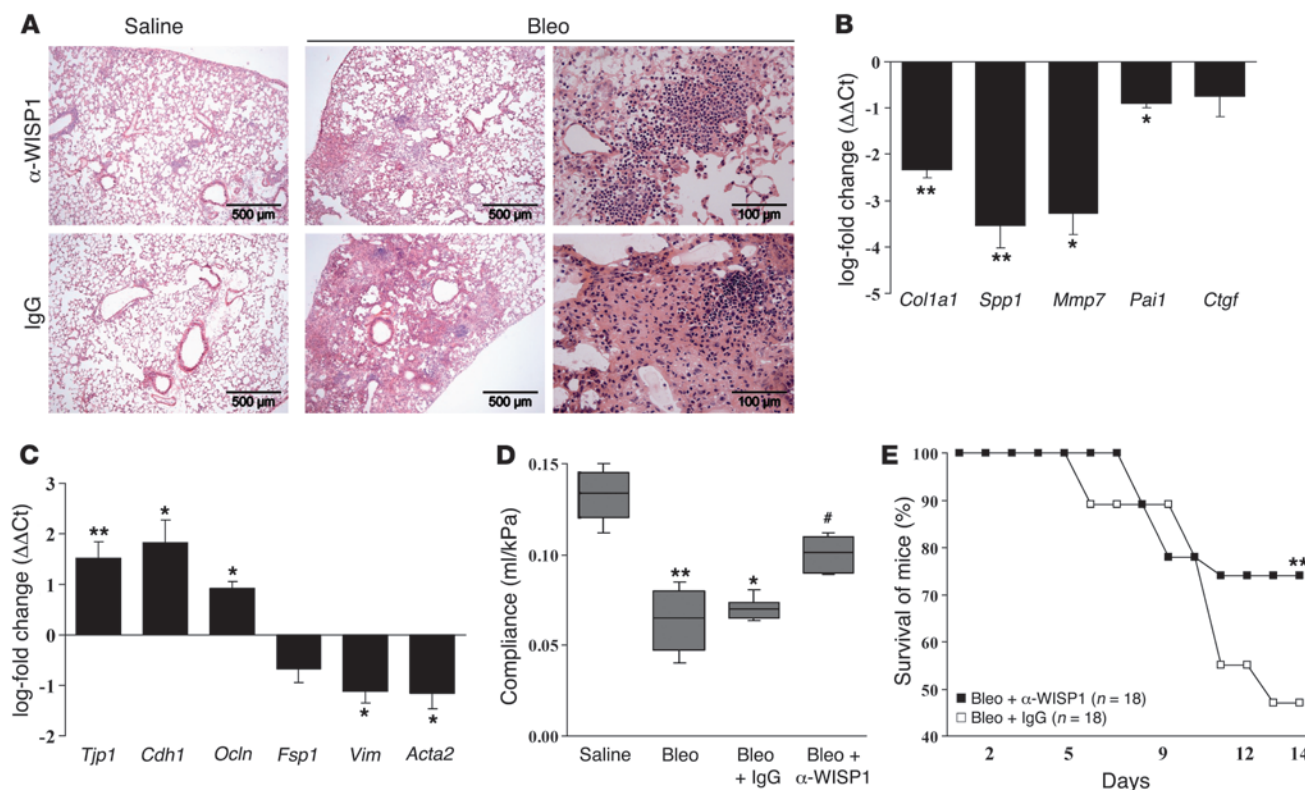 A
Saline
Bleo
α-WISP1
500 µm
500 µm
100 µm
IgG
500 µm
500 µm
100 µm
B
log-fold change (ΔΔCt)
0
-1
-2
-3
-4
-5
**
**
*
*
Col1a1 Spp1 Mmp7 Pai1 Ctgf
C
log-fold change (ΔΔCt)
3
2
1
0
-1
-2
**
*
*
*
*
Tjp1 Cdh1 Ocln Fsp1 Vim Acta2
D
Compliance (ml/kPa)
0.15
0.10
0.05
0.00
**
*
#
Saline Bleo Bleo + IgG Bleo + α-WISP1
E
Survival of mice (%)
100
90
80
70
60
50
40
**
Bleo + α-WISP1 (n = 18)
Bleo + IgG (n = 18)
2 5 9 12 14
Days